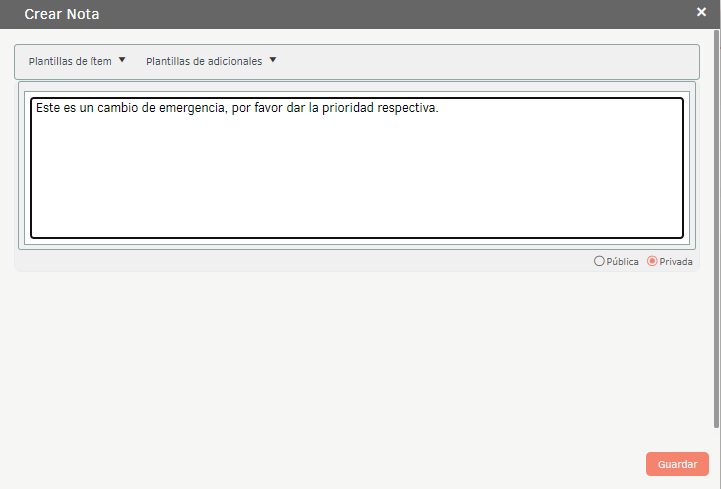 Crear Nota ×
Plantillas de ítem Plantillas de adicionales
Este es un cambio de emergencia, por favor dar la prioridad respectiva.
Pública Privada
Guardar